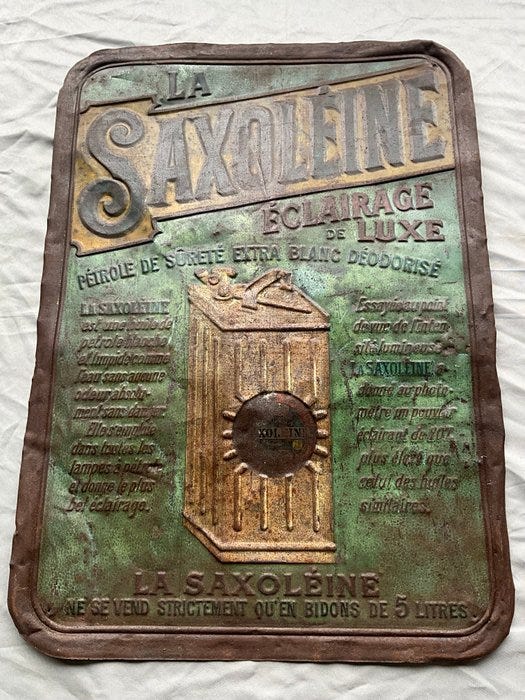 LA
SAXOLÉINE
ÉCLAIRAGE
DE LUXE
PÉTROLE DE SÛRETÉ EXTRA BLANC DÉODORISÉ
LA SAXOLÉINE
est une huile de
pétrole blanche
et limpide comme
l'eau sans aucune
odeur absolu-
ment sans danger
Elle s'emploie
dans toutes les
lampes à pétrole
et donne le plus
bel éclairage.
Essayée au point
de vue de l'inten-
sité lumineuse
LA SAXOLÉINE a
donné au photo-
mètre un pouvoir
éclairant de
plus élevé que
celui des huiles
similaires.
LA SAXOLÉINE
NE SE VEND STRICTEMENT QU'EN BIDONS DE 5 LITRES